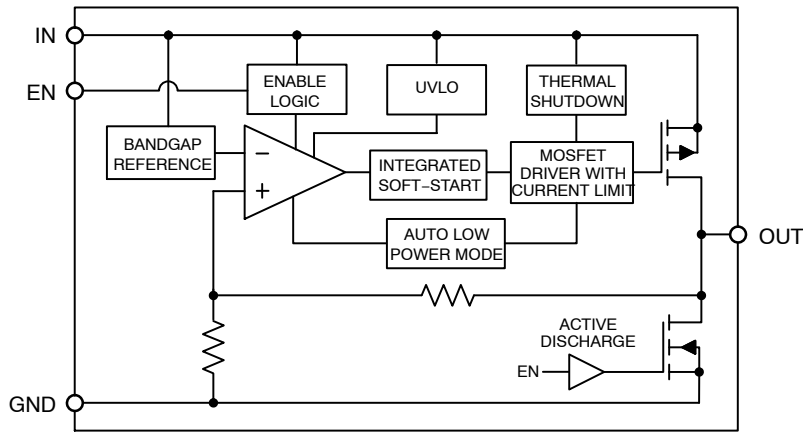 IN
EN
ENABLE
LOGIC
UVLO
THERMAL
SHUTDOWN
BANDGAP
REFERENCE
−
+
INTEGRATED
SOFT−START
MOSFET
DRIVER WITH
CURRENT LIMIT
AUTO LOW
POWER MODE
OUT
ACTIVE
DISCHARGE
EN
GND